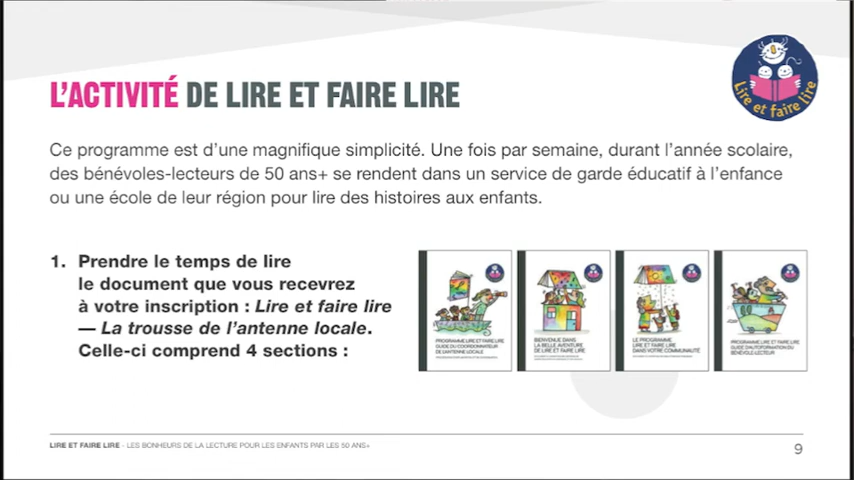 L'ACTIVITÉ DE LIRE ET FAIRE LIRE
Lire et faire lire
Ce programme est d'une magnifique simplicité. Une fois par semaine, durant l'année scolaire,
des bénévoles-lecteurs de 50 ans+ se rendent dans un service de garde éducatif à l'enfance
ou une école de leur région pour lire des histoires aux enfants.
1. Prendre le temps de lire
le document que vous recevrez
à votre inscription : Lire et faire lire
— La trousse de l'antenne locale.
Celle-ci comprend 4 sections :
PROGRAMME LIRE ET FAIRE LIRE
GUIDE DU COORDONNATEUR
DE L'ANTENNE LOCALE
BIENVENUE DANS
LA BELLE AVENTURE
DE LIRE ET FAIRE LIRE
LE PROGRAMME
LIRE ET FAIRE LIRE
DANS VOTRE COMMUNAUTÉ
PROGRAMME LIRE ET FAIRE LIRE
GUIDE D'AUTOFORMATION DU
BÉNÉVOLE-LECTEUR
LIRE ET FAIRE LIRE - LES BONHEURS DE LA LECTURE POUR LES ENFANTS PAR LES 50 ANS+
9